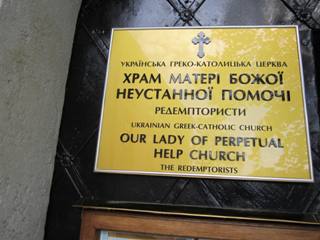 УКРАЇНСЬКА ГРЕКО-КАТОЛИЦЬКА ЦЕРКВА
ХРАМ МАТЕРІ БОЖОЇ
НЕУСТАННОЇ ПОМОЧІ
РЕДЕМПТОРИСТИ
UKRAINIAN GREEK-CATHOLIC CHURCH
OUR LADY OF PERPETUAL
HELP CHURCH
THE REDEMPTORISTS